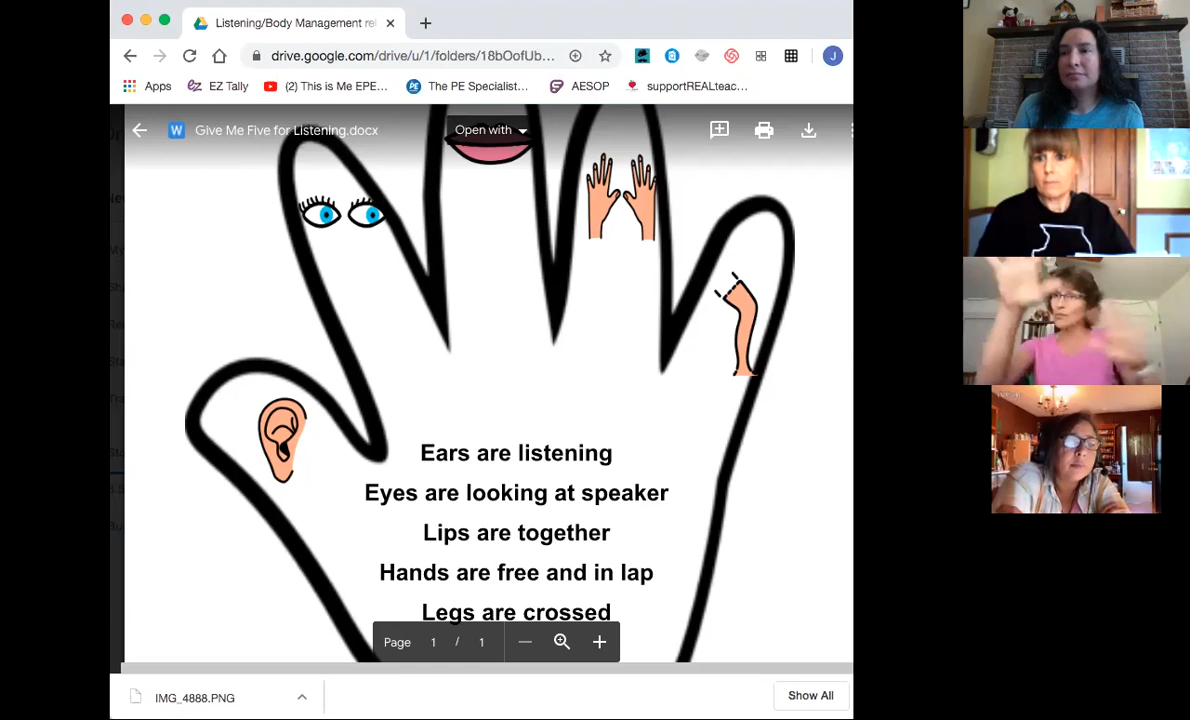 Listening/Body Management re
drive.google.com/drive/u/1/folders/18bOofUb...
J
Apps EZ Tally (2) This is Me EPE... The PE Specialist... AESOP supportREALteac...
W Give Me Five for Listening.docx Open with
Ears are listening
Eyes are looking at speaker
Lips are together
Hands are free and in lap
Legs are crossed
Page 1 / 1
IMG_4888.PNG Show All